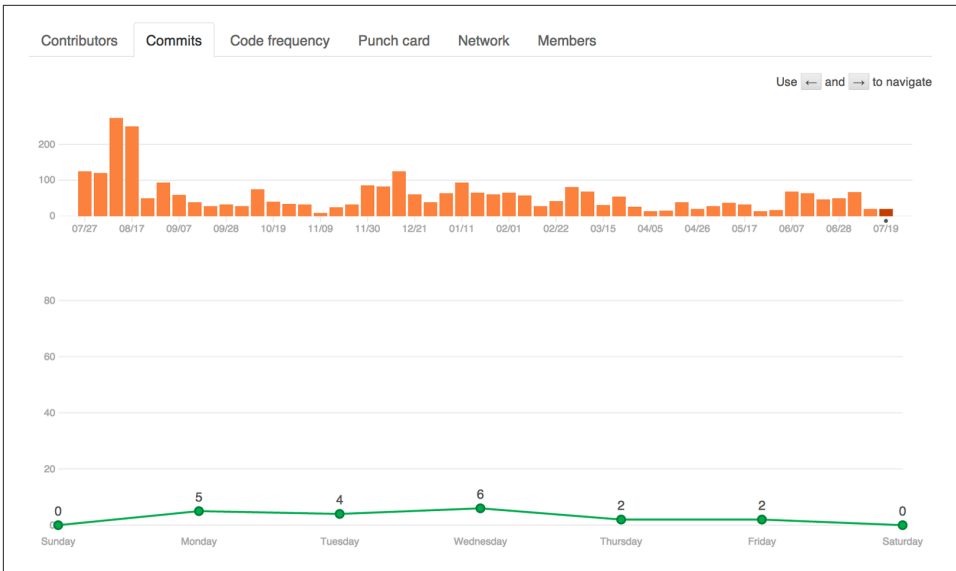 Contributors Commits Code frequency Punch card Network Members
Use ← and → to navigate
200
100
0
07/27 08/17 09/07 09/28 10/19 11/09 11/30 12/21 01/11 02/01 02/22 03/15 04/05 04/26 05/17 06/07 06/28 07/19
80
60
40
20
0 5 4 6 2 2 0
0
Sunday Monday Tuesday Wednesday Thursday Friday Saturday